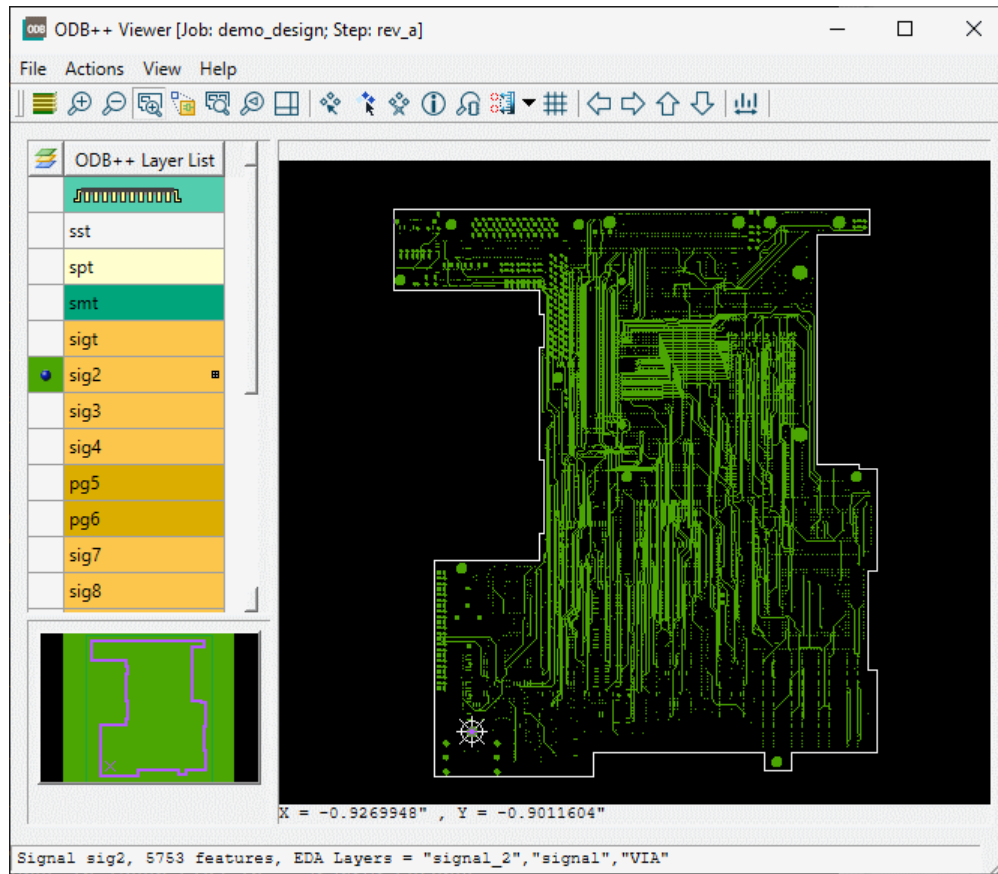 ODB++ Viewer [Job: demo_design; Step: rev_a]
File Actions View Help
ODB++ Layer List
sst
spt
smt
sigt
sig2
sig3
sig4
pg5
pg6
sig7
sig8
X = -0.9269948" , Y = -0.9011604"
Signal sig2, 5753 features, EDA Layers = "signal_2","signal","VIA"